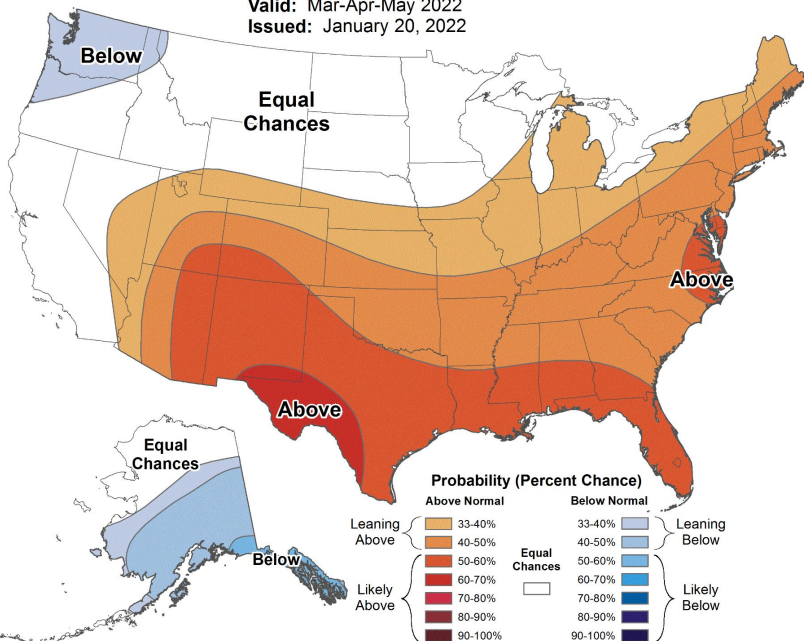 Valid: Mar-Apr-May 2022
Issued: January 20, 2022
Below
Equal
Chances
Above
Above
Equal
Chances
Below
Probability (Percent Chance)
Above Normal
Below Normal
Leaning
Above
33-40%
40-50%
50-60%
60-70%
70-80%
80-90%
90-100%
Likely
Above
Equal
Chances
33-40%
40-50%
50-60%
60-70%
70-80%
80-90%
90-100%
Leaning
Below
Likely
Below